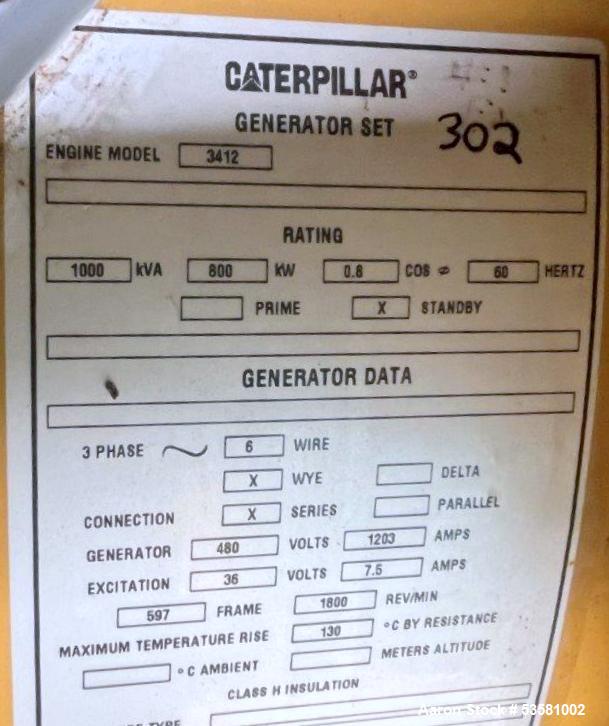 CATERPILLAR®
GENERATOR SET 302
ENGINE MODEL 3412
RATING
1000 kVA 800 kW 0.8 COS ø 60 HERTZ
PRIME X STANDBY
GENERATOR DATA
3 PHASE 6 WIRE
X WYE DELTA
CONNECTION X SERIES PARALLEL
GENERATOR 480 VOLTS 1203 AMPS
EXCITATION 36 VOLTS 7.5 AMPS
597 FRAME 1800 REV/MIN
MAXIMUM TEMPERATURE RISE 130 °C BY RESISTANCE
°C AMBIENT METERS ALTITUDE
CLASS H INSULATION
TYPE
Aaron Stock # 53581002